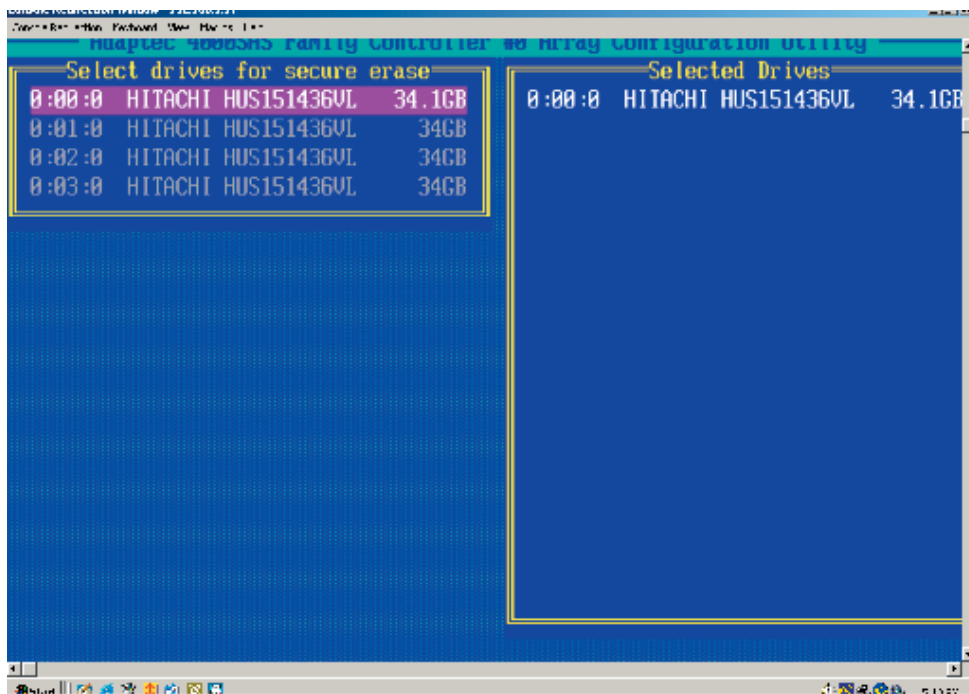 Adaptec 4000SAS Family Controller #0 Array Configuration Utility
Select drives for secure erase
0:00:0 HITACHI HUS151436VL 34.1GB
0:01:0 HITACHI HUS151436VL 34GB
0:02:0 HITACHI HUS151436VL 34GB
0:03:0 HITACHI HUS151436VL 34GB
Selected Drives
0:00:0 HITACHI HUS151436VL 34.1GB
Start